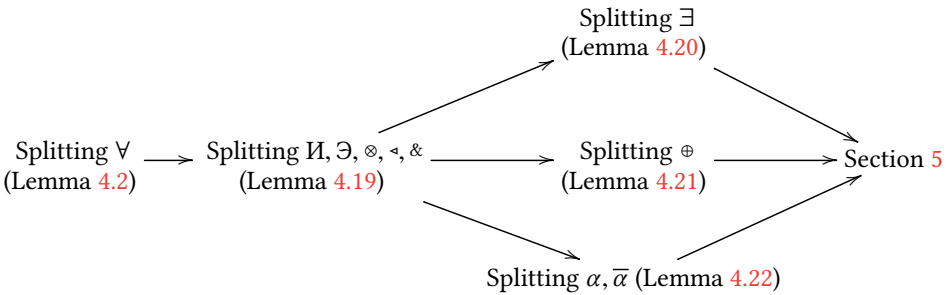 Splitting ∃
(Lemma 4.20)
Splitting ∀
(Lemma 4.2)
Splitting И, Э, ⊗, ◃, &
(Lemma 4.19)
Splitting ⊕
(Lemma 4.21)
Section 5
Splitting α, α̅ (Lemma 4.22)